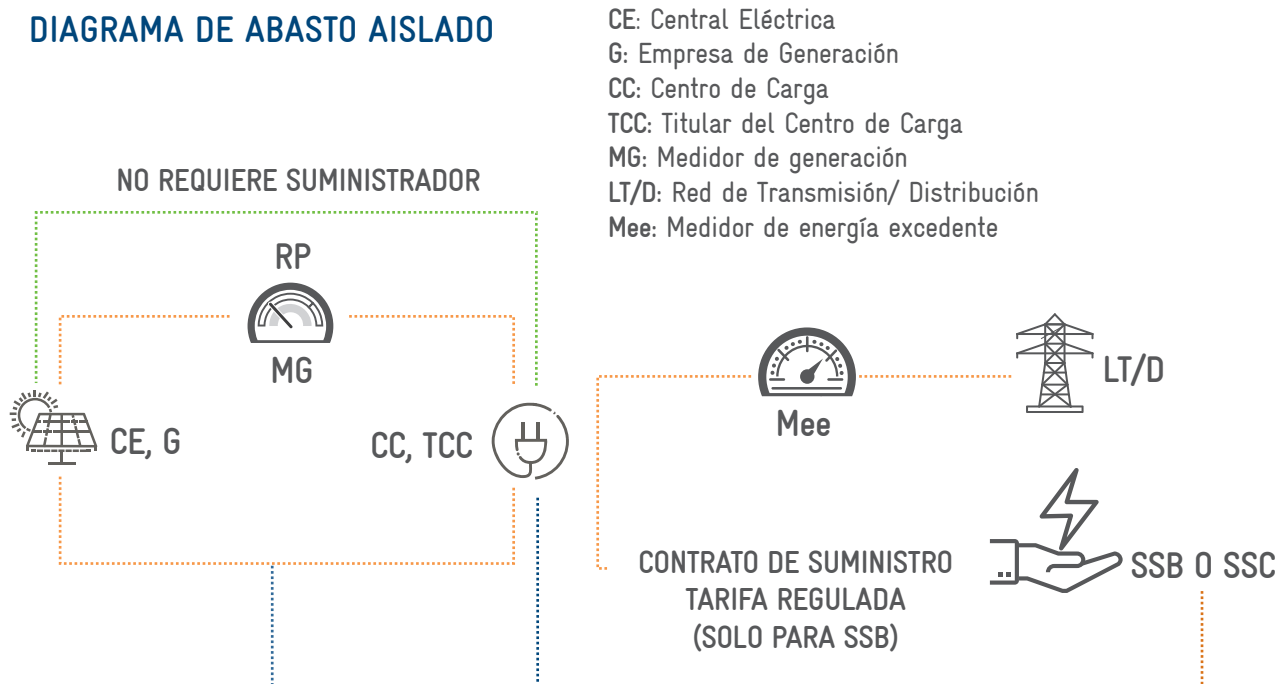 DIAGRAMA DE ABASTO AISLADO
CE: Central Eléctrica
G: Empresa de Generación
CC: Centro de Carga
TCC: Titular del Centro de Carga
MG: Medidor de generación
LT/D: Red de Transmisión/ Distribución
Mee: Medidor de energía excedente
NO REQUIERE SUMINISTRADOR
RP
MG
CE, G
CC, TCC
Mee
LT/D
CONTRATO DE SUMINISTRO
TARIFA REGULADA
(SOLO PARA SSB)
SSB O SSC